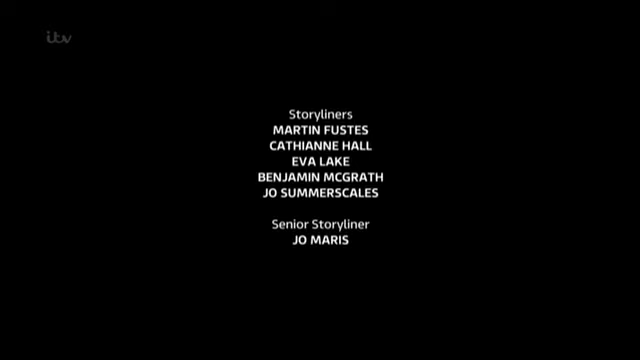 itv
Storyliners
MARTIN FUSTES
CATHIANNE HALL
EVA LAKE
BENJAMIN MCGRATH
JO SUMMERSCALES
Senior Storyliner
JO MARIS